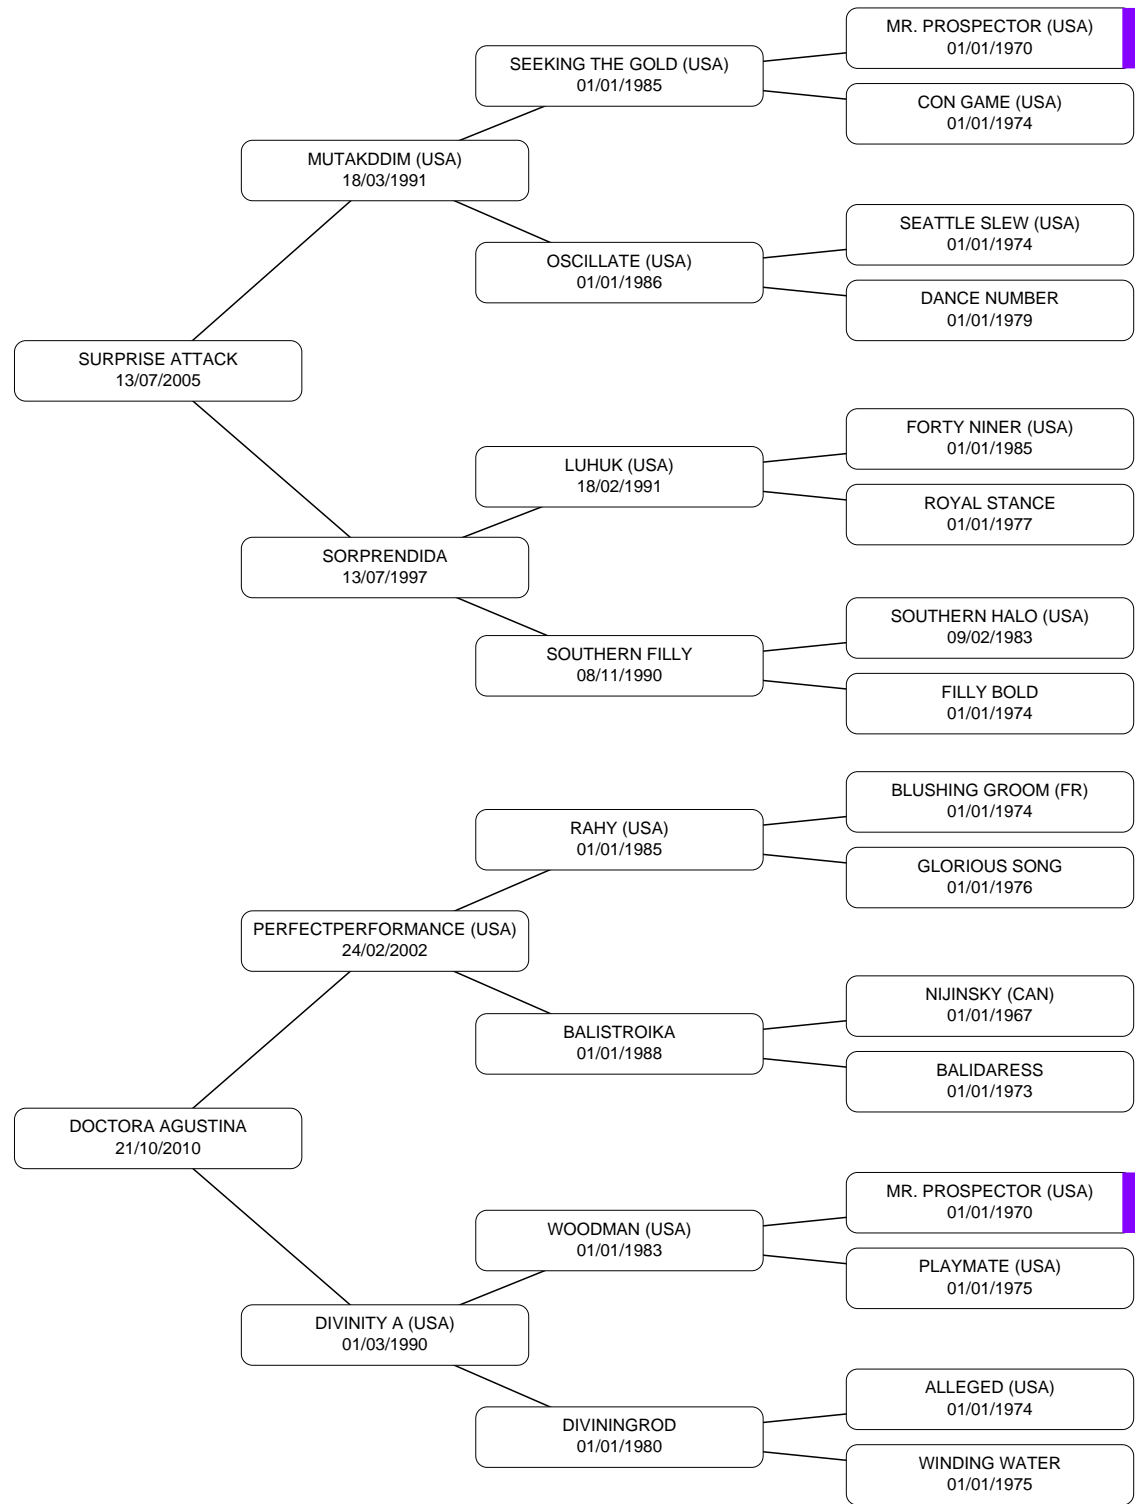 MR. PROSPECTOR (USA)
01/01/1970
SEEKING THE GOLD (USA)
01/01/1985
CON GAME (USA)
01/01/1974
MUTAKDDIM (USA)
18/03/1991
SEATTLE SLEW (USA)
01/01/1974
OSCILLATE (USA)
01/01/1986
DANCE NUMBER
01/01/1979
SURPRISE ATTACK
13/07/2005
FORTY NINER (USA)
01/01/1985
LUHUK (USA)
18/02/1991
ROYAL STANCE
01/01/1977
SORPRENDIDA
13/07/1997
SOUTHERN HALO (USA)
09/02/1983
SOUTHERN FILLY
08/11/1990
FILLY BOLD
01/01/1974
BLUSHING GROOM (FR)
01/01/1974
RAHY (USA)
01/01/1985
GLORIOUS SONG
01/01/1976
PERFECTPERFORMANCE (USA)
24/02/2002
NIJINSKY (CAN)
01/01/1967
BALISTROIKA
01/01/1988
BALIDARESS
01/01/1973
DOCTORA AGUSTINA
21/10/2010
MR. PROSPECTOR (USA)
01/01/1970
WOODMAN (USA)
01/01/1983
PLAYMATE (USA)
01/01/1975
DIVINITY A (USA)
01/03/1990
ALLEGED (USA)
01/01/1974
DIVININGROD
01/01/1980
WINDING WATER
01/01/1975